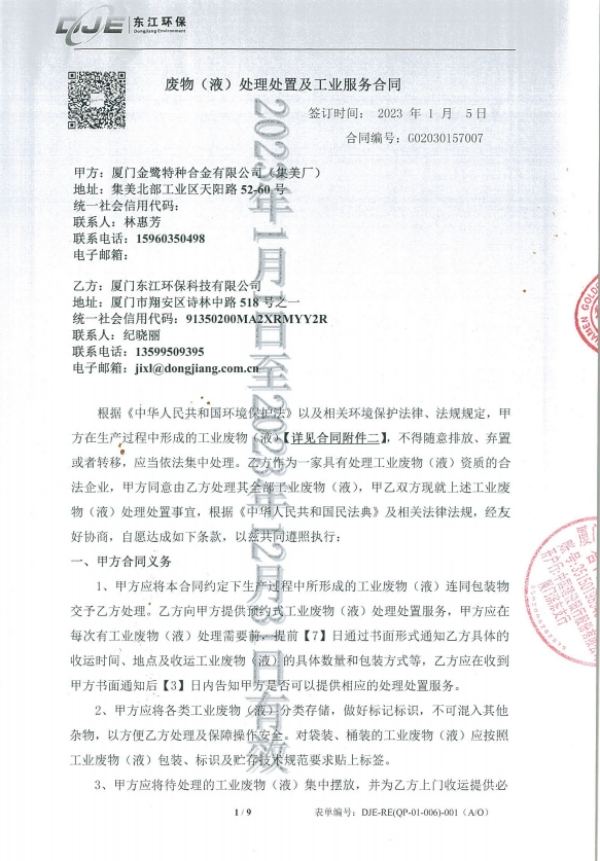 DJE 东江环保
Dongjiang Environment
废物（液）处理处置及工业服务合同
签订时间： 2023 年 1 月 5日
合同编号：G02030157007
甲方：厦门金鹭特种合金有限公司（集美厂）
地址：集美北部工业区天阳路 52-60 号
统一社会信用代码：
联系人：林惠芳
联系电话：15960350498
电子邮箱：
乙方：厦门东江环保科技有限公司
地址：厦门市翔安区诗林中路 518 号之一
统一社会信用代码：91350200MA2XRMYY2R
联系人：纪晓丽
联系电话：13599509395
电子邮箱：jixl@dongjiang.com.cn
根据《中华人民共和国环境保护法》以及相关环境保护法律、法规规定，甲
方在生产过程中形成的工业废物（液）【详见合同附件二】，不得随意排放、弃置
或者转移，应当依法集中处理。乙方作为一家具有处理工业废物（液）资质的合
法企业，甲方同意由乙方处理其全部工业废物（液），甲乙双方现就上述工业废
物（液）处理处置事宜，根据《中华人民共和国民法典》及相关法律法规，经友
好协商，自愿达成如下条款，以兹共同遵照执行：
一、甲方合同义务
1、甲方应将本合同约定下生产过程中所形成的工业废物（液）连同包装物
交予乙方处理。乙方向甲方提供预约式工业废物（液）处理处置服务，甲方应在
每次有工业废物（液）处理需要前，提前【7】日通过书面形式通知乙方具体的
收运时间、地点及收运工业废物（液）的具体数量和包装方式等，乙方应在收到
甲方书面通知后【3】日内告知甲方是否可以提供相应的处理处置服务。
2、甲方应将各类工业废物（液）分类存储，做好标记标识，不可混入其他
杂物，以方便乙方处理及保障操作安全。对袋装、桶装的工业废物（液）应按照
工业废物（液）包装、标识及贮存技术规范要求贴上标签。
3、甲方应将待处理的工业废物（液）集中摆放，并为乙方上门收运提供必
1 / 9
表单编号：DJE-RE(QP-01-006)-001（A/O）
2023年1月1日至2023年12月31日有效